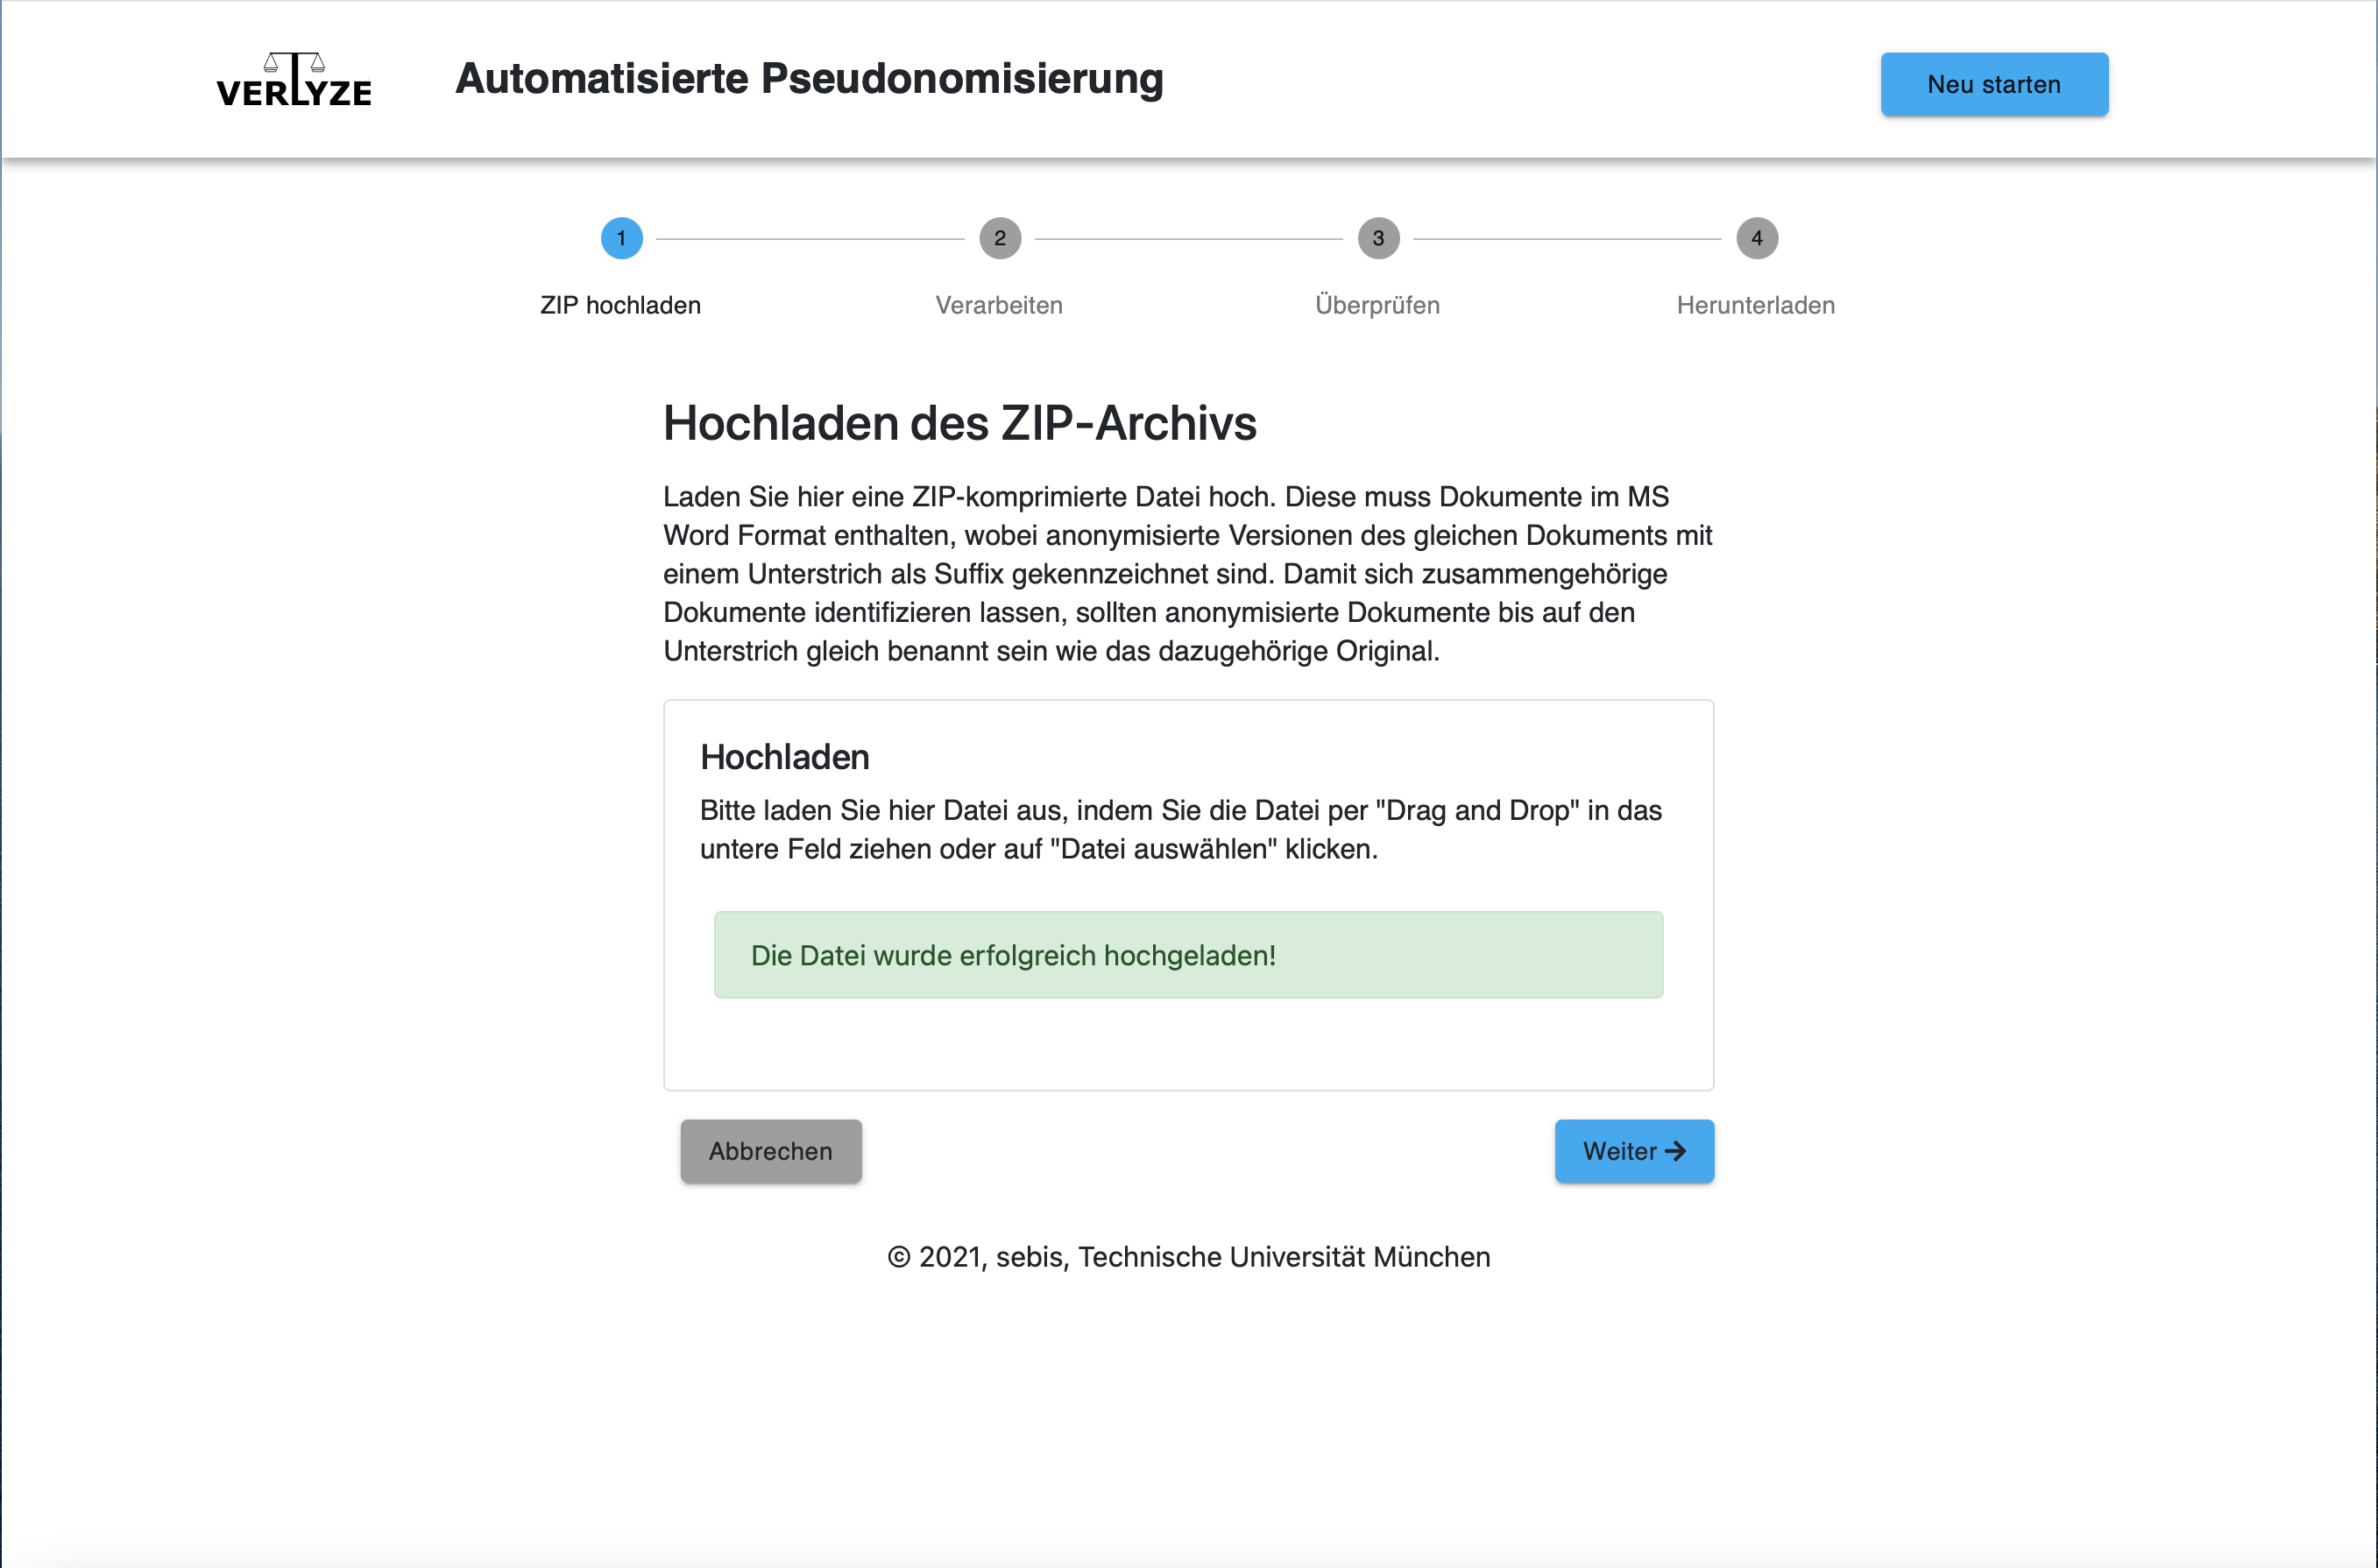 VERLYZE
Automatisierte Pseudonomisierung
Neu starten
1
2
3
4
ZIP hochladen
Verarbeiten
Überprüfen
Herunterladen
Hochladen des ZIP-Archivs
Laden Sie hier eine ZIP-komprimierte Datei hoch. Diese muss Dokumente im MS
Word Format enthalten, wobei anonymisierte Versionen des gleichen Dokuments mit
einem Unterstrich als Suffix gekennzeichnet sind. Damit sich zusammengehörige
Dokumente identifizieren lassen, sollten anonymisierte Dokumente bis auf den
Unterstrich gleich benannt sein wie das dazugehörige Original.
Hochladen
Bitte laden Sie hier Datei aus, indem Sie die Datei per "Drag and Drop" in das
untere Feld ziehen oder auf "Datei auswählen" klicken.
Die Datei wurde erfolgreich hochgeladen!
Abbrechen
Weiter →
© 2021, sebis, Technische Universität München